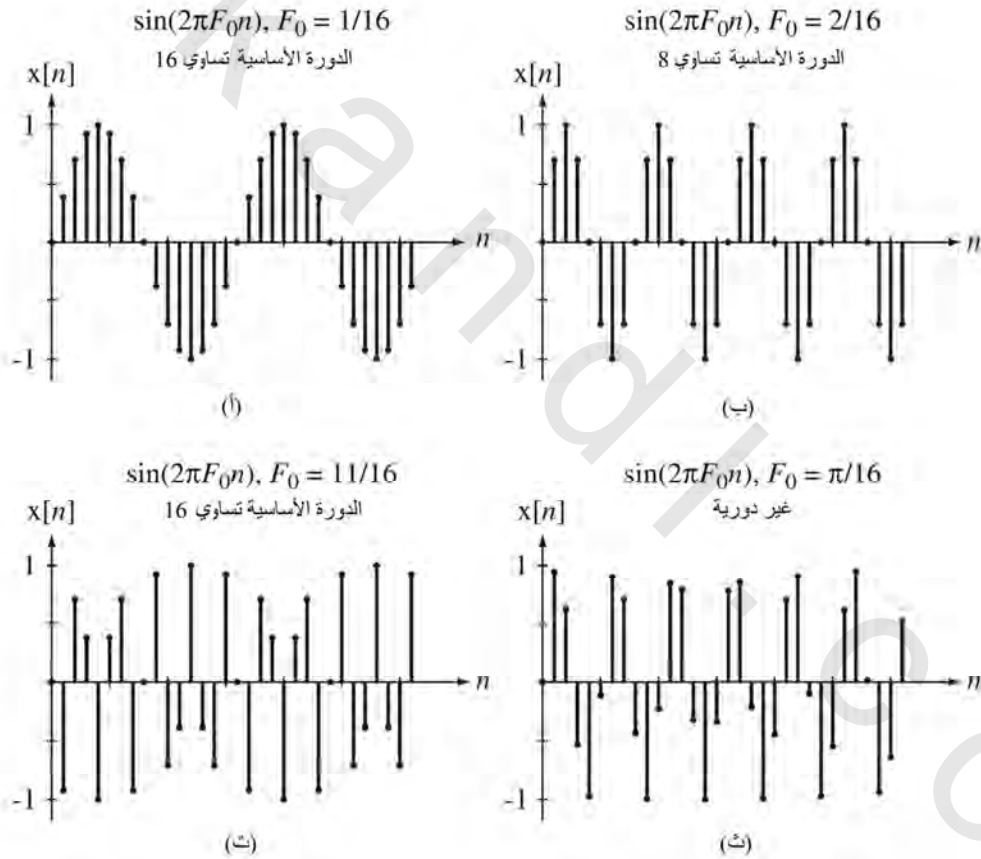 sin(2πF₀n), F₀ = 1/16
الدورة الأساسية تساوي 16
x[n]
1
-1
n
(أ)
sin(2πF₀n), F₀ = 2/16
الدورة الأساسية تساوي 8
x[n]
1
-1
n
(ب)
sin(2πF₀n), F₀ = 11/16
الدورة الأساسية تساوي 16
x[n]
1
-1
n
(ت)
sin(2πF₀n), F₀ = π/16
غير دورية
x[n]
1
-1
n
(ث)